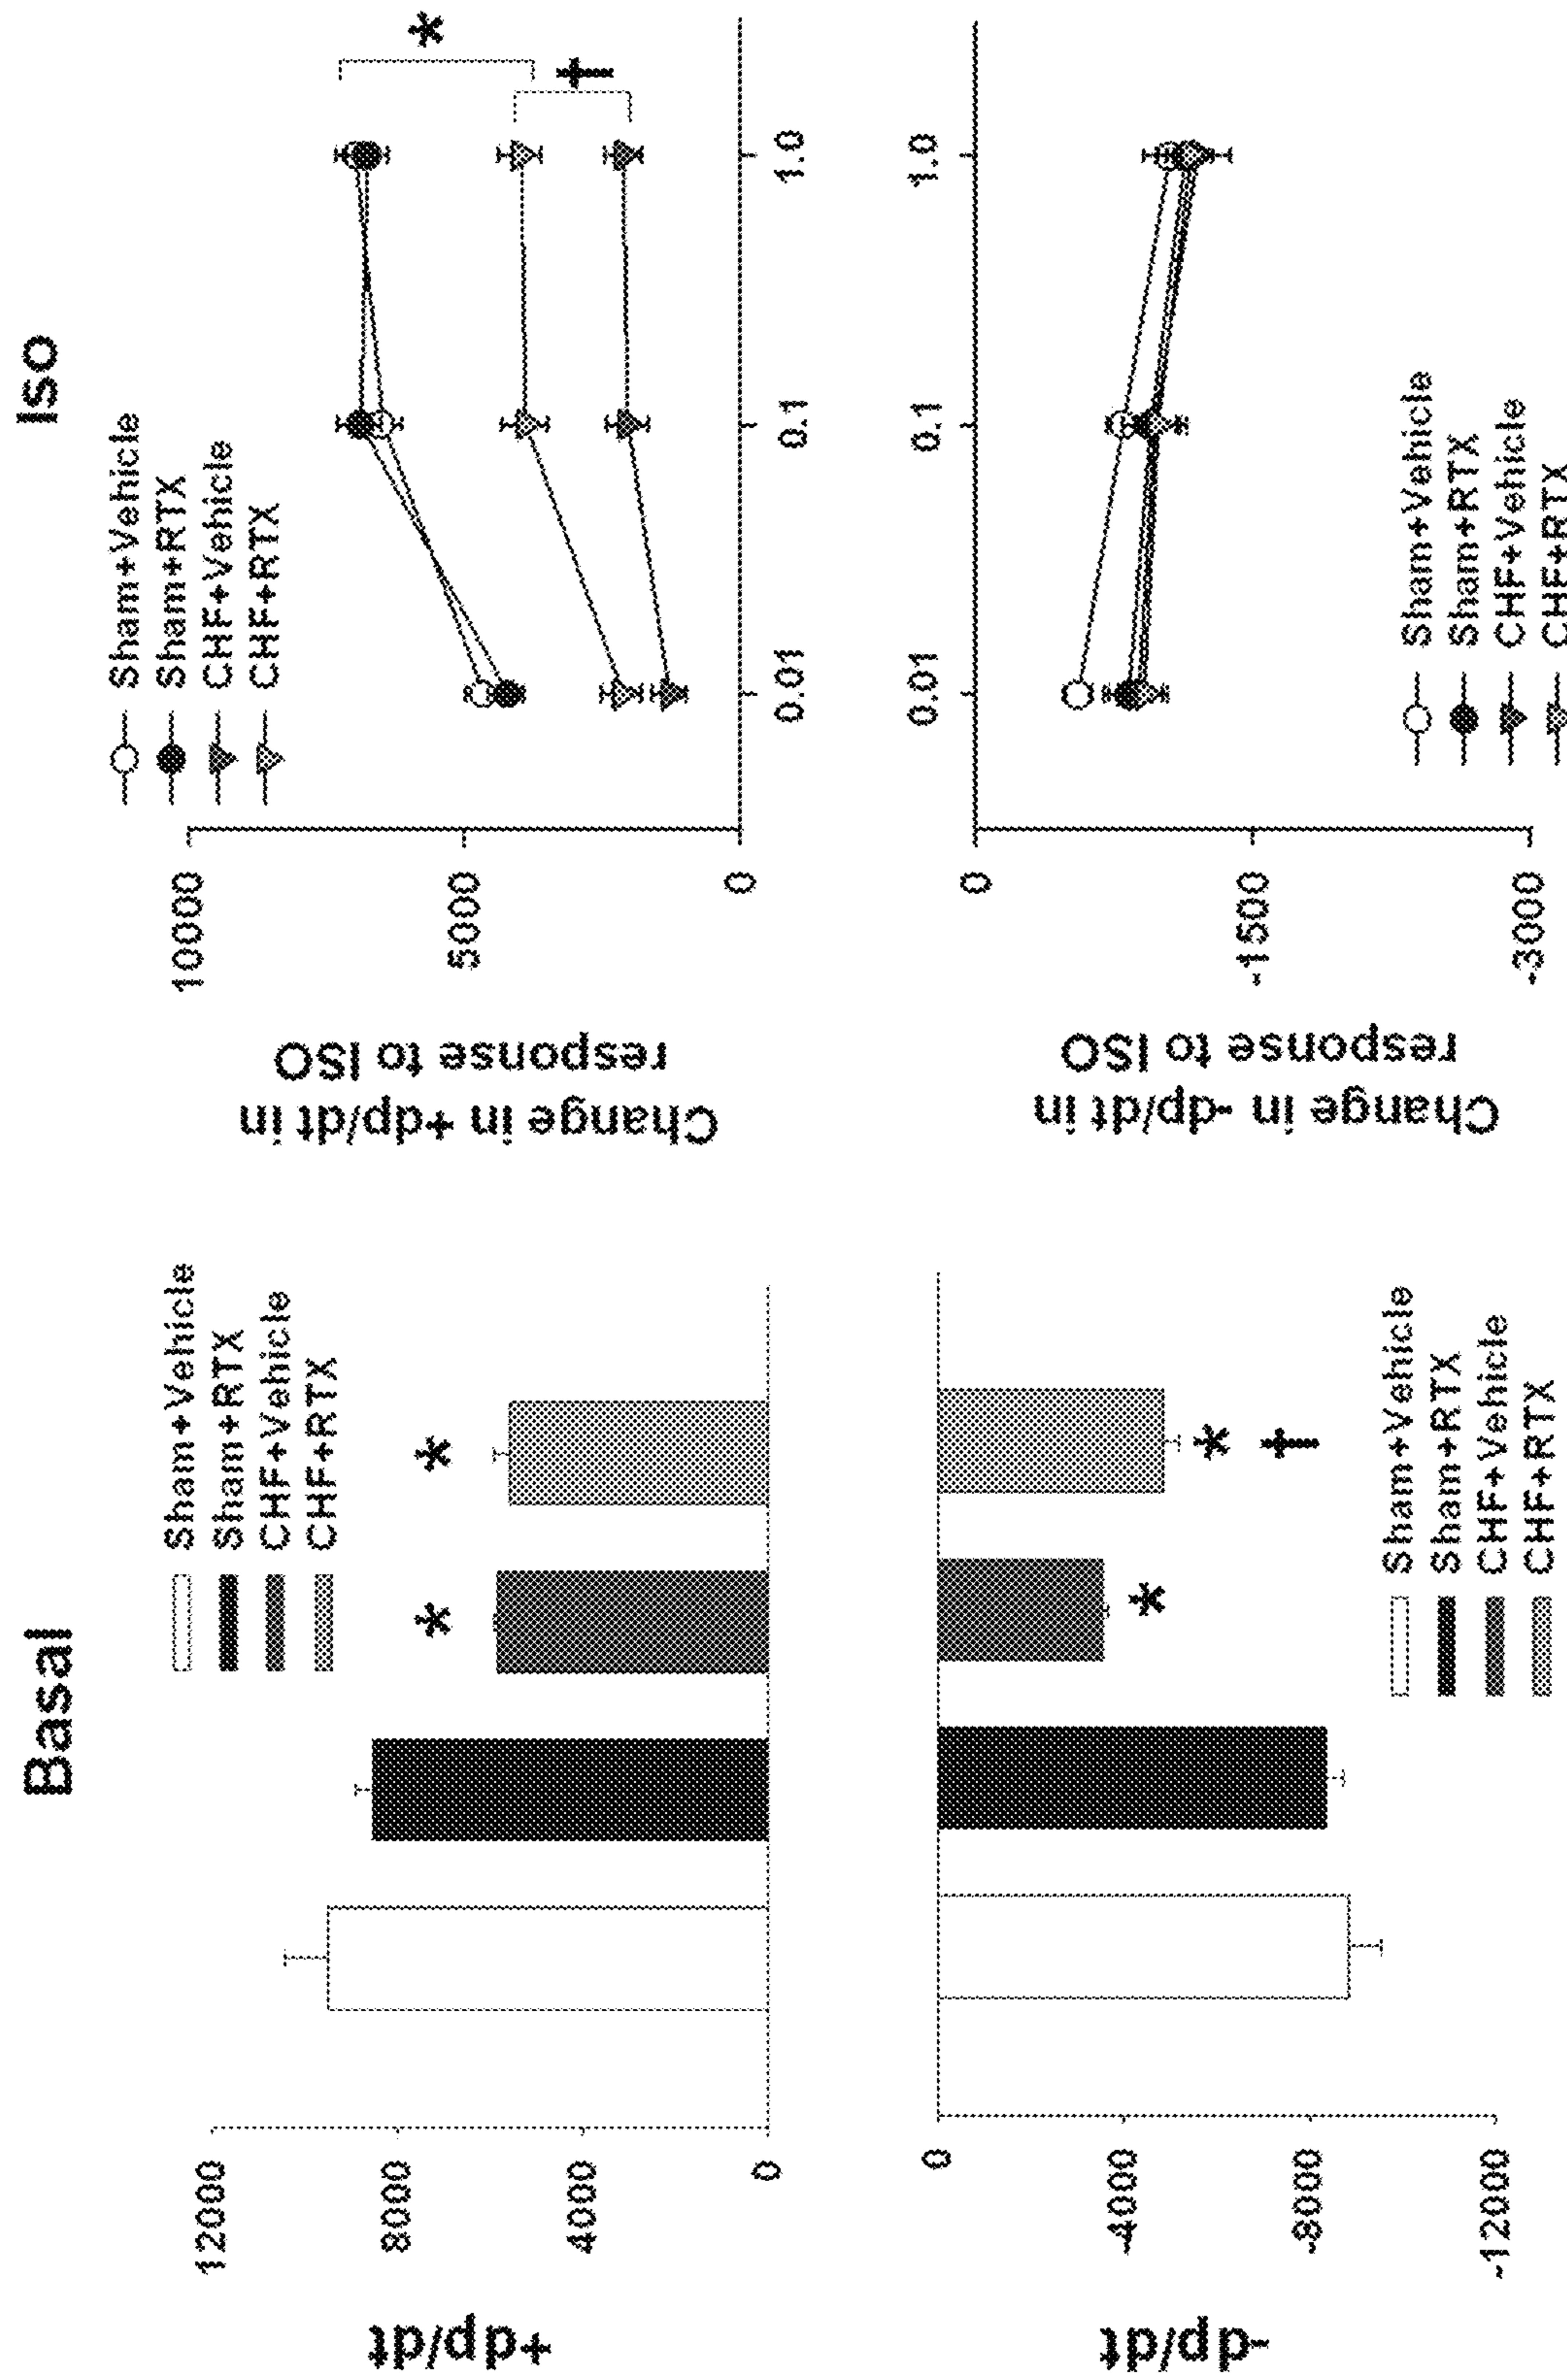 Basal
Sham+Vehicle
Sham+RTX
CHF+Vehicle
CHF+RTX
12000
8000
4000
0
+dp/dt
*
*
0
-4000
-8000
-12000
-dp/dt
*
* †
Sham+Vehicle
Sham+RTX
CHF+Vehicle
CHF+RTX
Iso
Sham+Vehicle
Sham+RTX
CHF+Vehicle
CHF+RTX
10000
5000
0
Change in +dp/dt in
response to ISO
*
†
0.01 0.1 1.0
0.01 0.1 1.0
0
-1500
-3000
Change in -dp/dt in
response to ISO
Sham+Vehicle
Sham+RTX
CHF+Vehicle
CHF+RTX